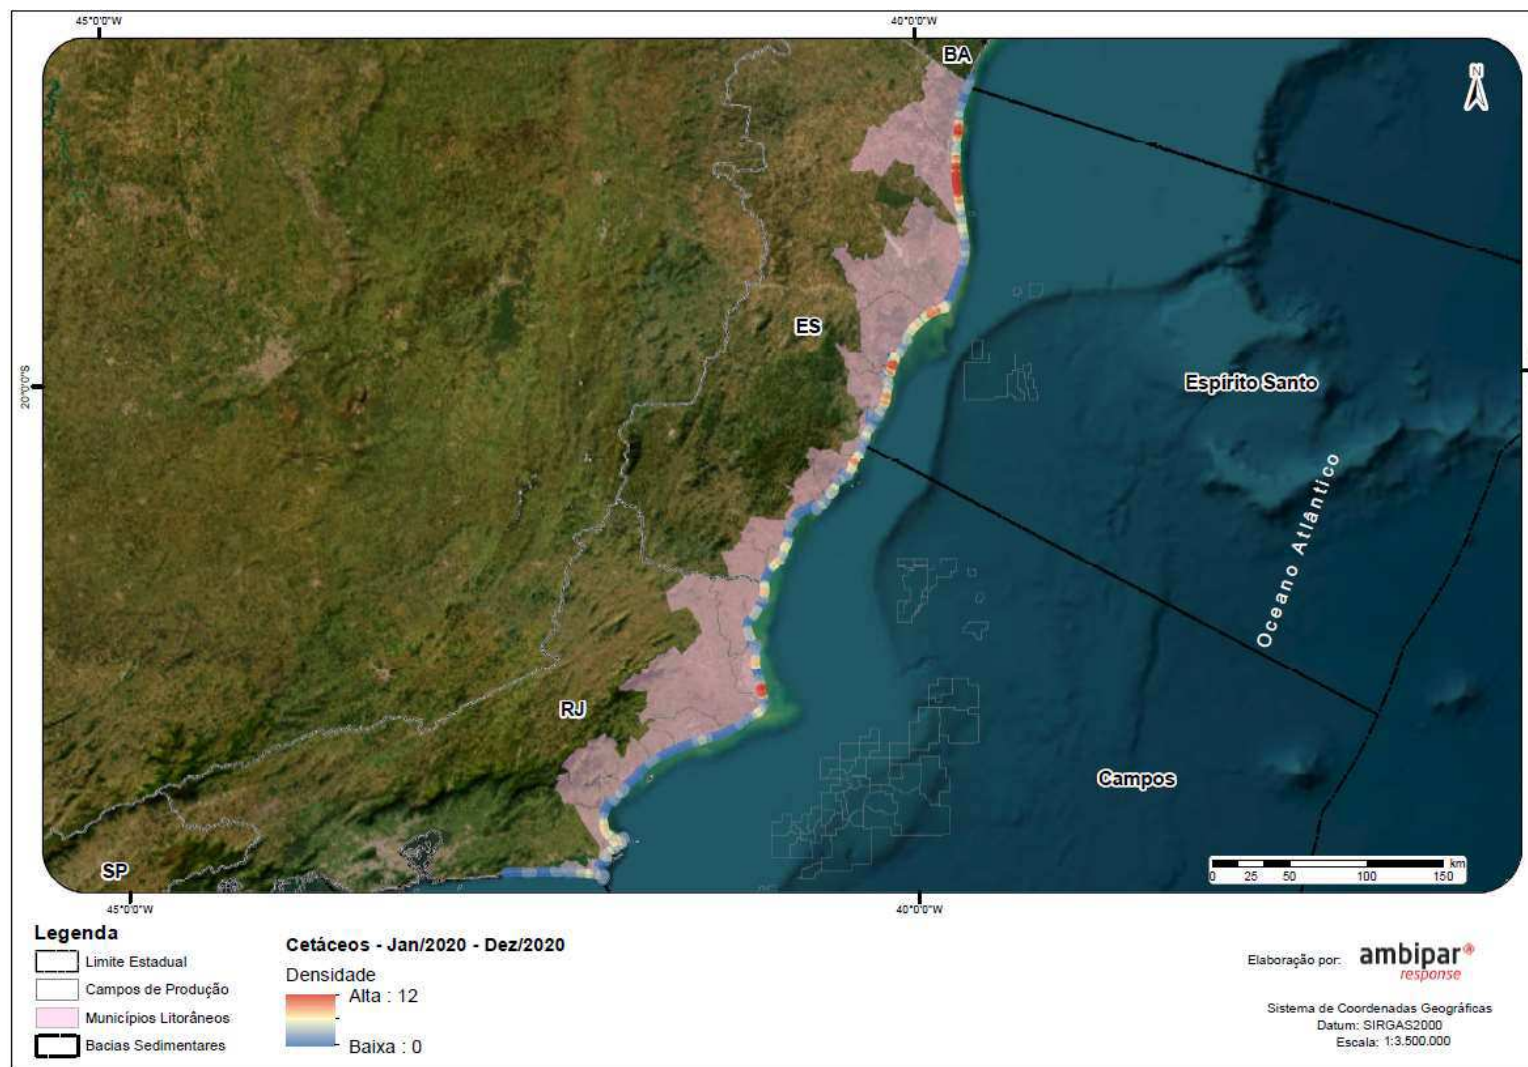 45°0'0"W
40°0'0"W
BA
N
ES
20°0'0"S
Espírito Santo
Oceano Atlântico
RJ
Campos
SP
km
0 25 50 100 150
45°0'0"W
40°0'0"W
Legenda
Limite Estadual
Campos de Produção
Municípios Litorâneos
Bacias Sedimentares
Cetáceos - Jan/2020 - Dez/2020
Densidade
Alta : 12
Baixa : 0
Elaboração por:
ambipar®
response
Sistema de Coordenadas Geográficas
Datum: SIRGAS2000
Escala: 1:3.500.000